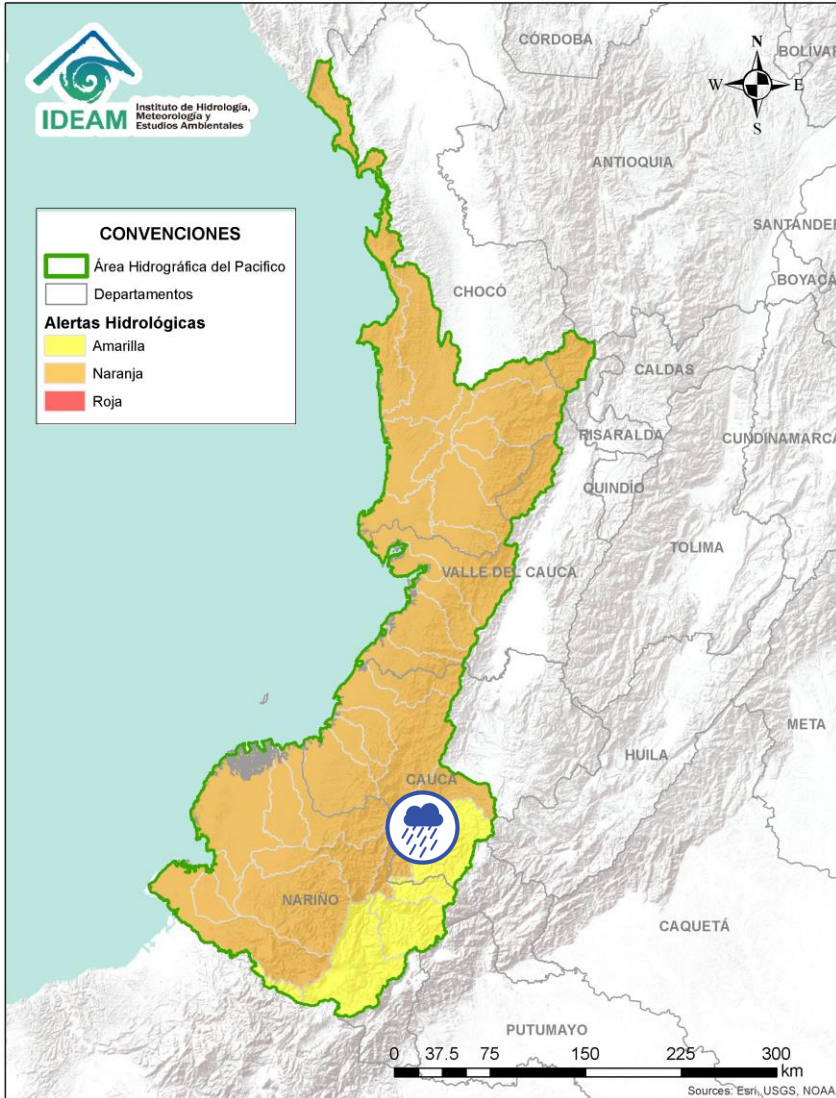 IDEAM
Instituto de Hidrología,
Meteorología y
Estudios Ambientales
CÓRDOBA
BOLÍVAR
N
W
E
S
ANTIOQUIA
SANTANDER
BOYACÁ
CONVENCIONES
Área Hidrográfica del Pacifico
Departamentos
Alertas Hidrológicas
Amarilla
Naranja
Roja
CHOCÓ
CALDAS
RISARALDA
CUNDINAMARCA
QUINDÍO
TOLIMA
VALLE DEL CAUCA
META
HUILA
CAUCA
NARIÑO
CAQUETÁ
PUTUMAYO
0 37.5 75 150 225 300
km
Sources: Esri, USGS, NOAA